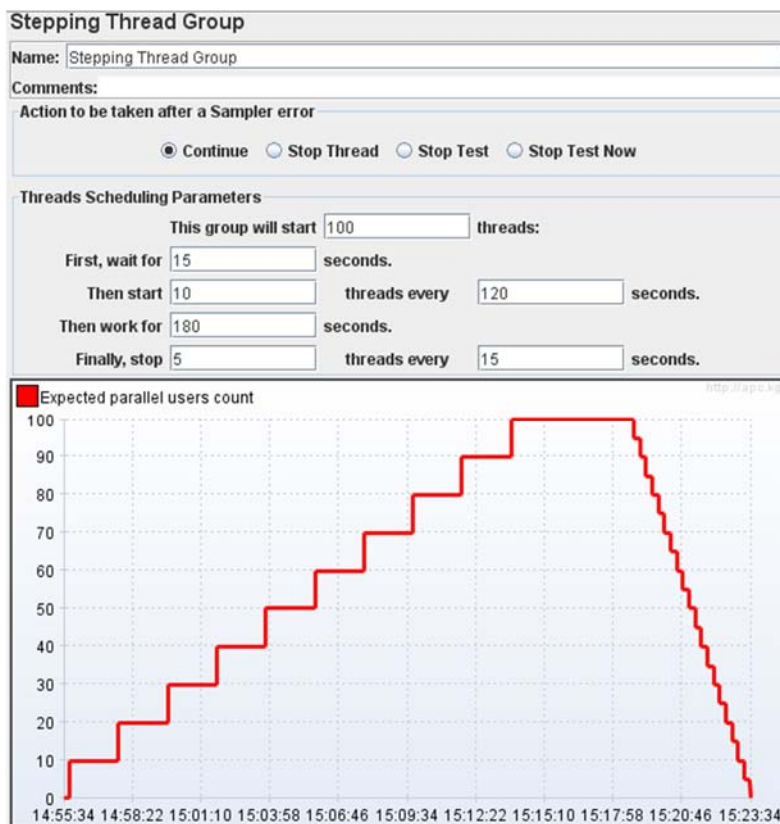 Stepping Thread Group
Name: Stepping Thread Group
Comments:
Action to be taken after a Sampler error
Continue Stop Thread Stop Test Stop Test Now
Threads Scheduling Parameters
This group will start 100 threads:
First, wait for 15 seconds.
Then start 10 threads every 120 seconds.
Then work for 180 seconds.
Finally, stop 5 threads every 15 seconds.
http://apc.kg
Expected parallel users count
100
90
80
70
60
50
40
30
20
10
0
14:55:34 14:58:22 15:01:10 15:03:58 15:06:46 15:09:34 15:12:22 15:15:10 15:17:58 15:20:46 15:23:34